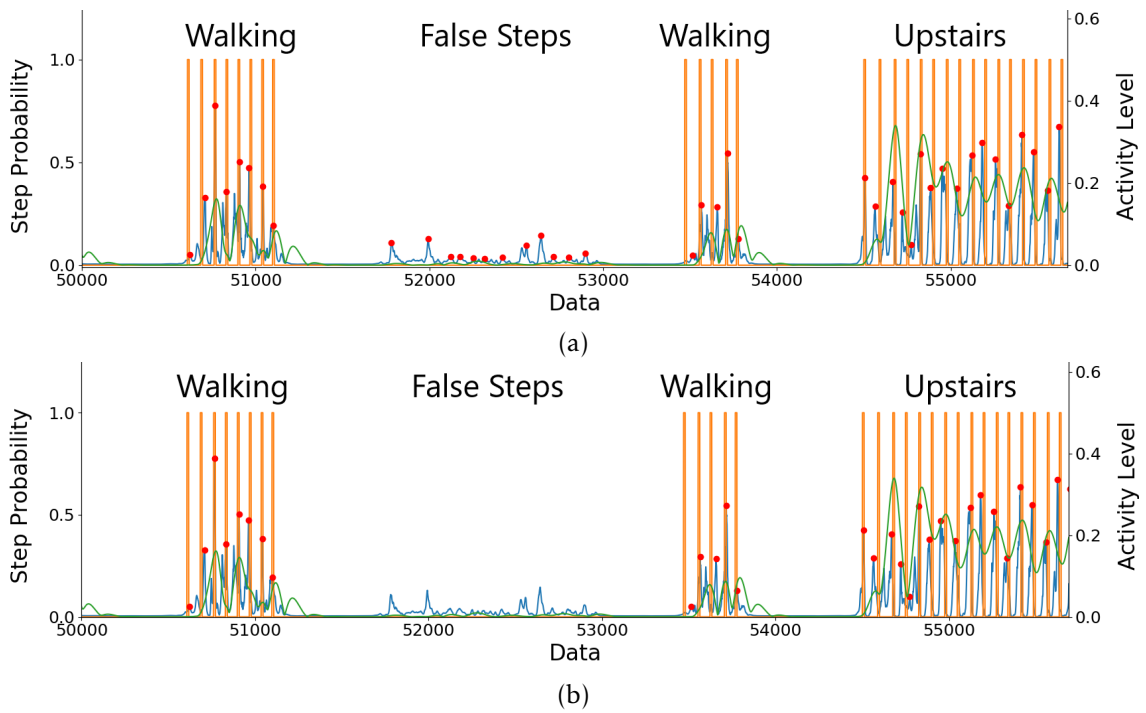 Walking False Steps Walking Upstairs
0.6
1.0
0.4
0.5
0.2
0.0 0.0
Step Probability
Activity Level
50000 51000 52000 53000 54000 55000
Data
(a)
Walking False Steps Walking Upstairs
0.6
1.0
0.4
0.5
0.2
0.0 0.0
Step Probability
Activity Level
50000 51000 52000 53000 54000 55000
Data
(b)